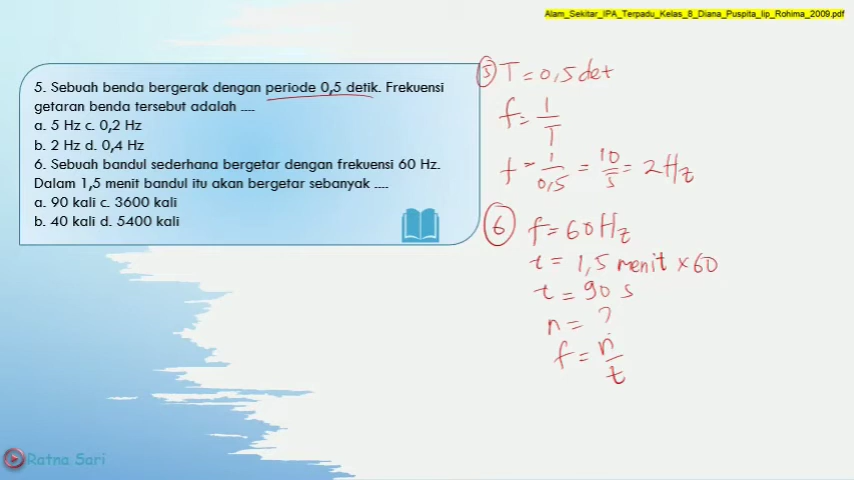 Alam_Sekitar_IPA_Terpadu_Kelas_8_Diana_Puspita_Iip_Rohima_2009.pdf
5. Sebuah benda bergerak dengan periode 0,5 detik. Frekuensi
getaran benda tersebut adalah ....
a. 5 Hz c. 0,2 Hz
b. 2 Hz d. 0,4 Hz
6. Sebuah bandul sederhana bergetar dengan frekuensi 60 Hz.
Dalam 1,5 menit bandul itu akan bergetar sebanyak ....
a. 90 kali c. 3600 kali
b. 40 kali d. 5400 kali
5 T = 0,5 det
f = 1/T
f = 1/0,5 = 10/5 = 2 Hz
6 f = 60 Hz
t = 1,5 menit × 60
t = 90 s
n = ?
f = n/t
Ratna Sari